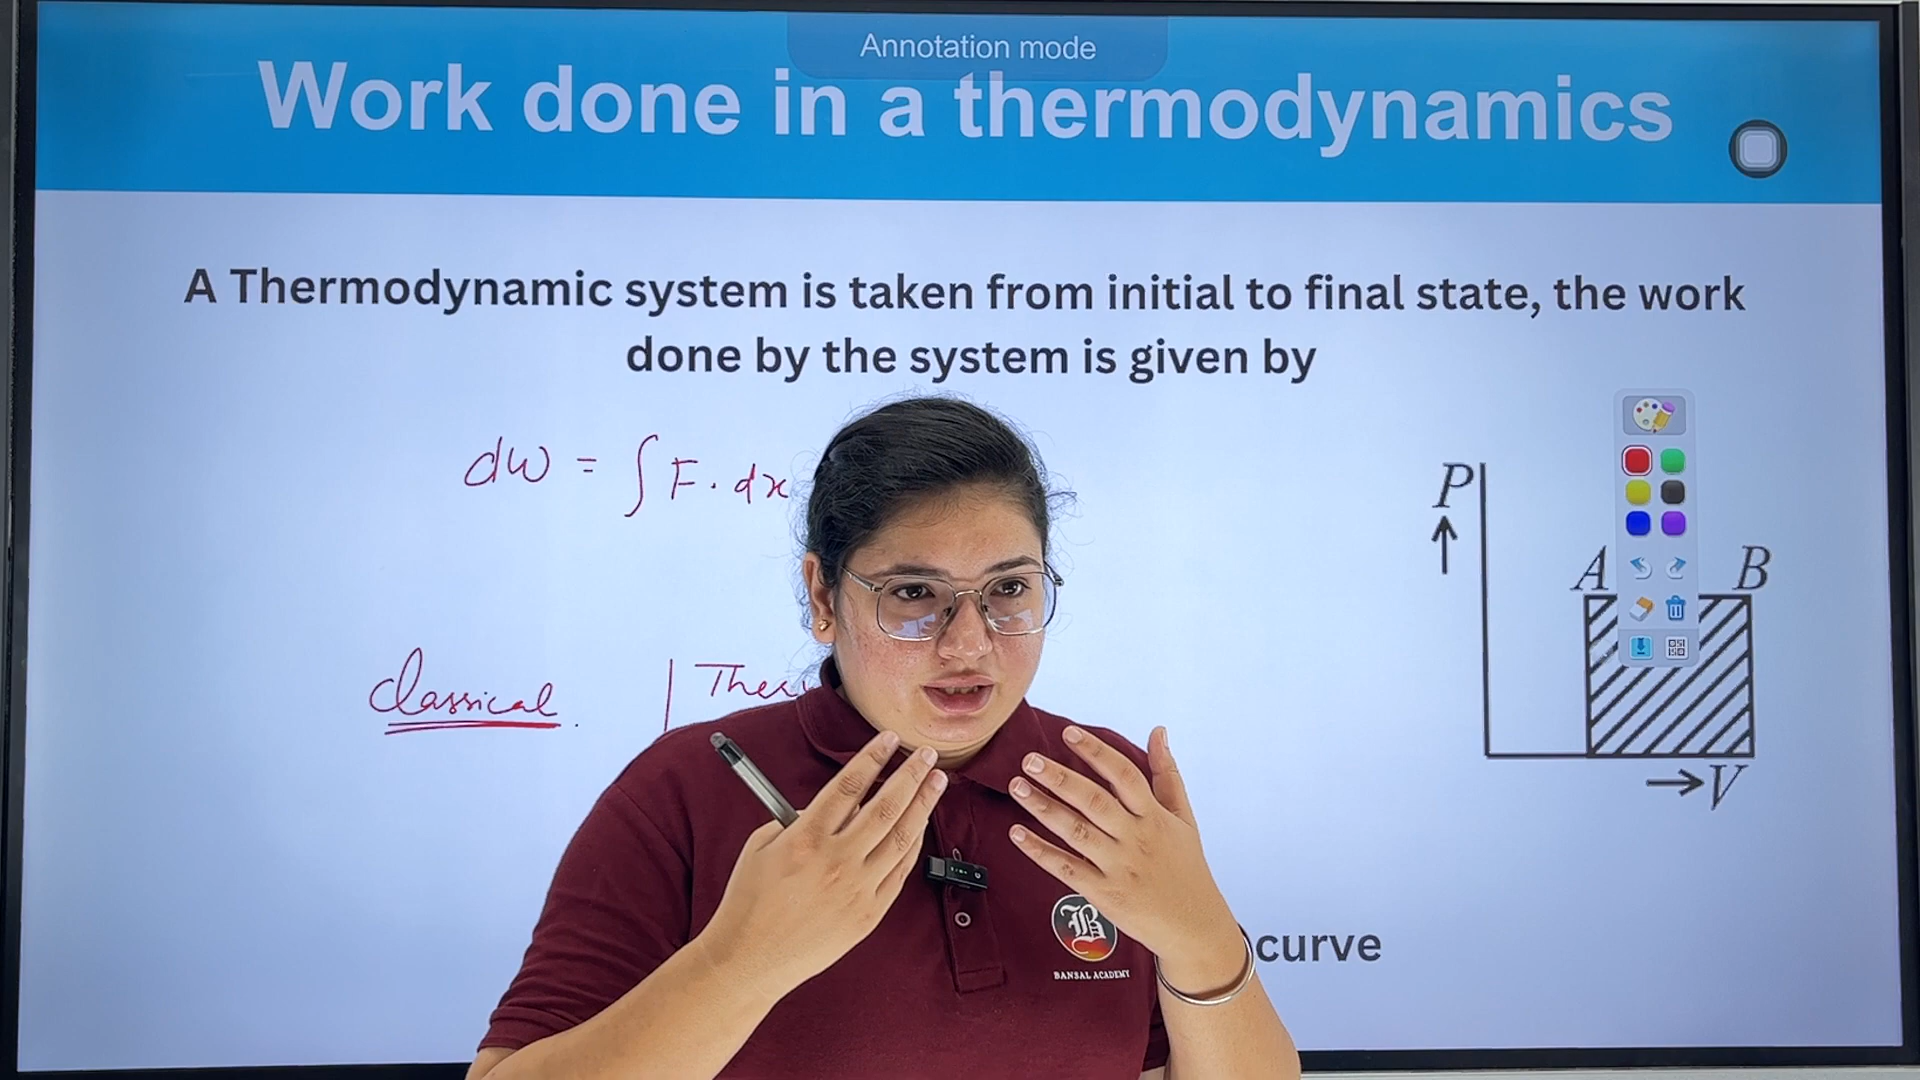 Annotation mode
Work done in a thermodynamics
A Thermodynamic system is taken from initial to final state, the work
done by the system is given by
dw = ∫ F . dx
P
A B
Classical .
V
curve
B
BANSAL ACADEMY